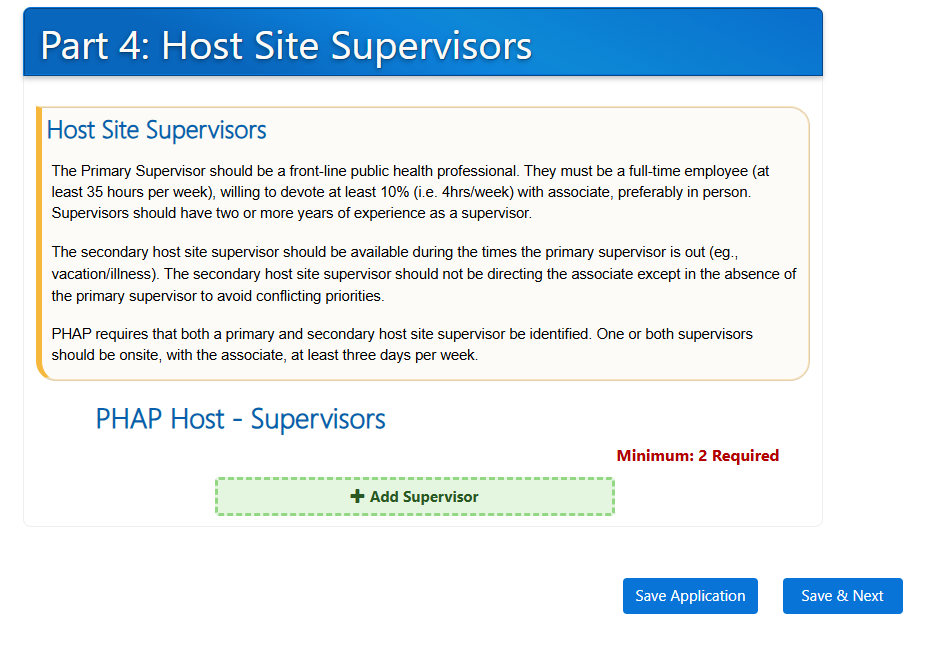 Part 4: Host Site Supervisors
Host Site Supervisors
The Primary Supervisor should be a front-line public health professional. They must be a full-time employee (at
least 35 hours per week), willing to devote at least 10% (i.e. 4hrs/week) with associate, preferably in person.
Supervisors should have two or more years of experience as a supervisor.
The secondary host site supervisor should be available during the times the primary supervisor is out (eg.,
vacation/illness). The secondary host site supervisor should not be directing the associate except in the absence of
the primary supervisor to avoid conflicting priorities.
PHAP requires that both a primary and secondary host site supervisor be identified. One or both supervisors
should be onsite, with the associate, at least three days per week.
PHAP Host - Supervisors
Minimum: 2 Required
+ Add Supervisor
Save Application
Save & Next